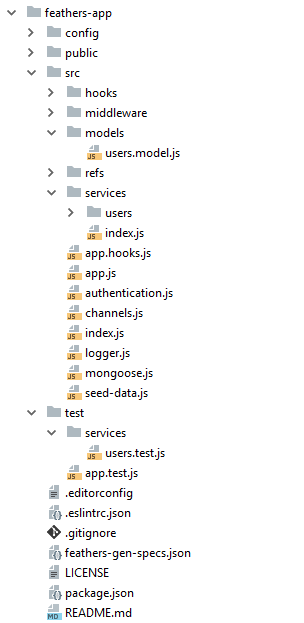 feathers-app
config
public
src
hooks
middleware
models
users.model.js
refs
services
users
index.js
app.hooks.js
app.js
authentication.js
channels.js
index.js
logger.js
mongoose.js
seed-data.js
test
services
users.test.js
app.test.js
.editorconfig
.eslintrc.json
.gitignore
feathers-gen-specs.json
LICENSE
package.json
README.md